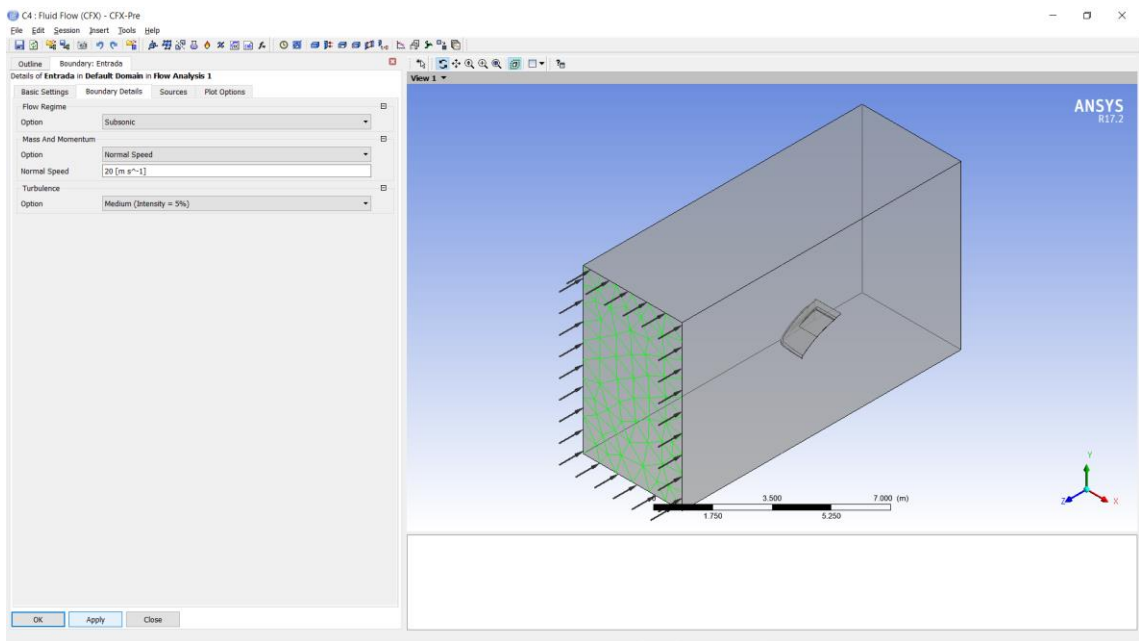 C4 : Fluid Flow (CFX) - CFX-Pre
File Edit Session Insert Tools Help
Outline Boundary: Entrada
Details of Entrada in Default Domain in Flow Analysis 1
Basic Settings Boundary Details Sources Plot Options
Flow Regime
Option Subsonic
Mass And Momentum
Option Normal Speed
Normal Speed 20 [m s^-1]
Turbulence
Option Medium (Intensity = 5%)
OK Apply Close
View 1
ANSYS
R17.2
Y
Z X
3.500 7.000 (m)
1.750 5.250